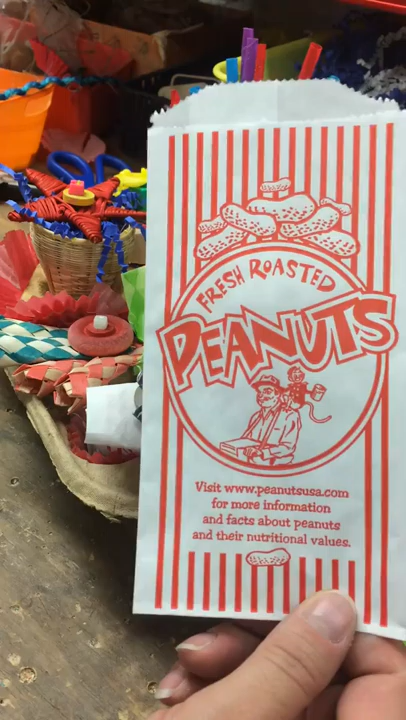 FRESH ROASTED
PEANUTS
Visit www.peanutsusa.com
for more information
and facts about peanuts
and their nutritional values.